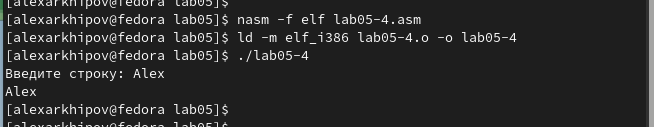 [alexarkhipov@fedora lab05]$
[alexarkhipov@fedora lab05]$ nasm -f elf lab05-4.asm
[alexarkhipov@fedora lab05]$ ld -m elf_i386 lab05-4.o -o lab05-4
[alexarkhipov@fedora lab05]$ ./lab05-4
Введите строку: Alex
Alex
[alexarkhipov@fedora lab05]$
[alexarkhipov@fedora lab05]$